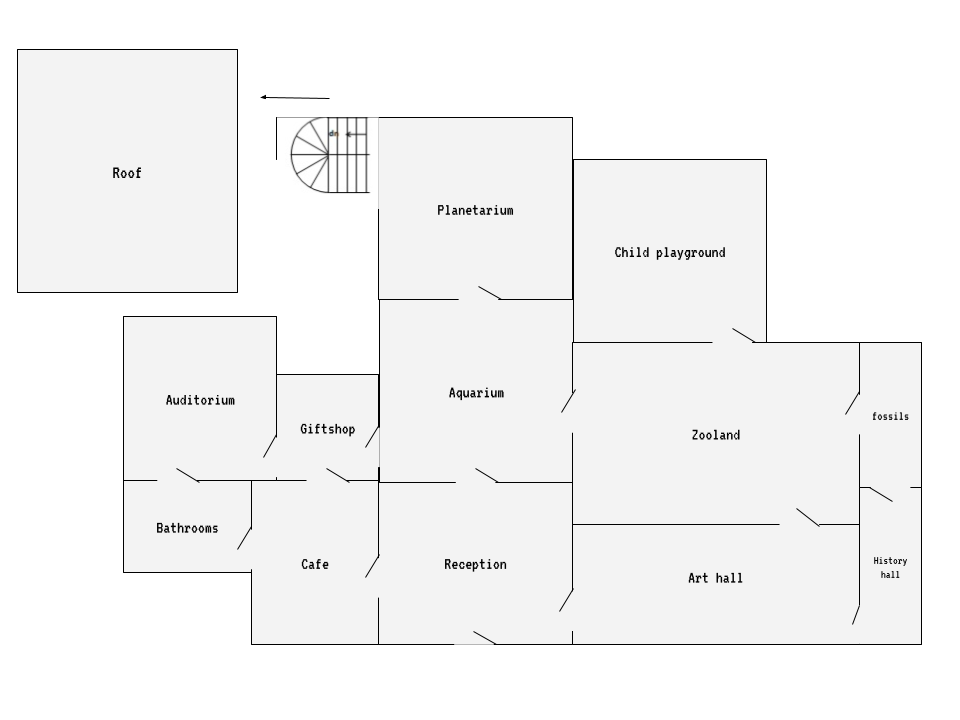 dn
Roof
Planetarium
Child playground
Aquarium
Auditorium
fossils
Giftshop
Zooland
Bathrooms
Cafe
Reception
History
hall
Art hall